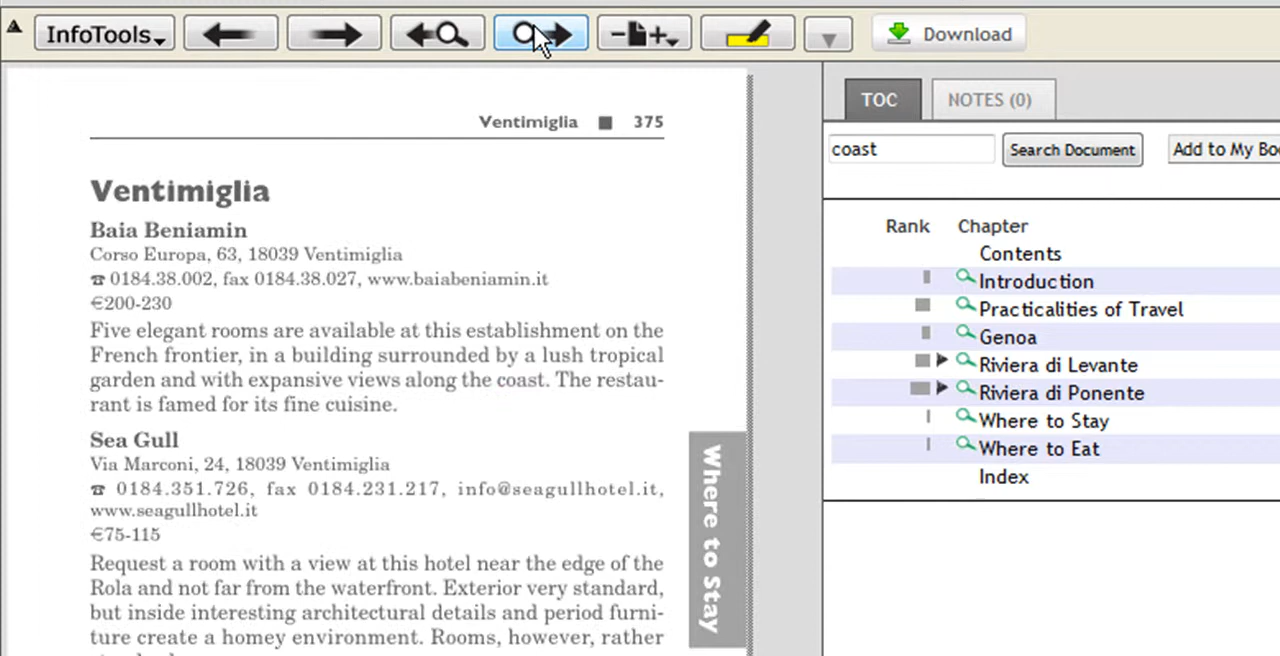 InfoTools
Download
Ventimiglia ■ 375
Ventimiglia
Baia Beniamin
Corso Europa, 63, 18039 Ventimiglia
☎ 0184.38.002, fax 0184.38.027, www.baiabeniamin.it
€200-230
Five elegant rooms are available at this establishment on the
French frontier, in a building surrounded by a lush tropical
garden and with expansive views along the coast. The restau-
rant is famed for its fine cuisine.
Sea Gull
Via Marconi, 24, 18039 Ventimiglia
☎ 0184.351.726, fax 0184.231.217, info@seagullhotel.it,
www.seagullhotel.it
€75-115
Request a room with a view at this hotel near the edge of the
Rola and not far from the waterfront. Exterior very standard,
but inside interesting architectural details and period furni-
ture create a homey environment. Rooms, however, rather
Where to Stay
TOC
NOTES (0)
coast
Search Document
Add to My Bo
Rank Chapter
Contents
Introduction
Practicalities of Travel
Genoa
Riviera di Levante
Riviera di Ponente
Where to Stay
Where to Eat
Index